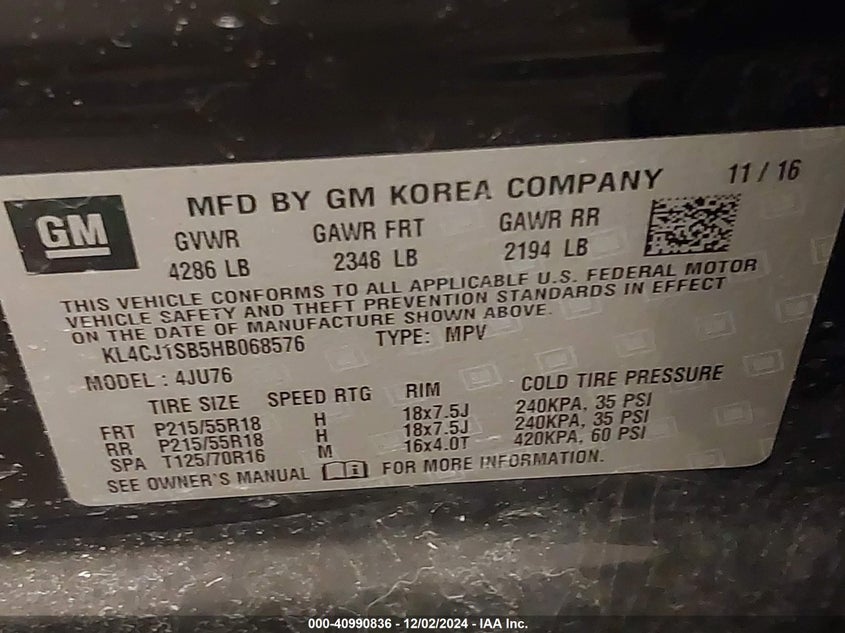 GM
MFD BY GM KOREA COMPANY 11 / 16
GVWR GAWR FRT GAWR RR
4286 LB 2348 LB 2194 LB
THIS VEHICLE CONFORMS TO ALL APPLICABLE U.S. FEDERAL MOTOR
VEHICLE SAFETY AND THEFT PREVENTION STANDARDS IN EFFECT
ON THE DATE OF MANUFACTURE SHOWN ABOVE.
KL4CJ1SB5HB068576 TYPE: MPV
MODEL : 4JU76
TIRE SIZE SPEED RTG RIM COLD TIRE PRESSURE
FRT P215/55R18 H 18x7.5J 240KPA, 35 PSI
RR P215/55R18 H 18x7.5J 240KPA, 35 PSI
SPA T125/70R16 M 16x4.0T 420KPA, 60 PSI
SEE OWNER'S MANUAL FOR MORE INFORMATION.
000-40990836 - 12/02/2024 - IAA Inc.